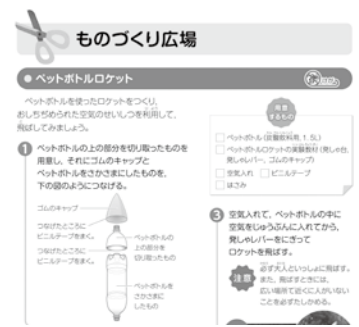 ものづくり広場
ペットボトルロケット
ペットボトルを使ったロケットをつくり、
おしちぢめられた空気のせいしつを利用して、
飛ばしてみましょう。
1 ペットボトルの上の部分を切り取ったものを
用意し、それにゴムのキャップと
ペットボトルをさかさまにしたものを、
下の図のようにつなげる。
ゴムのキャップ
つなげたところに
ビニルテープをまく。
つなげたところに
ビニルテープをまく。
ペットボトルの
上の部分を
切り取ったもの
ペットボトルを
さかさまに
したもの
用意
するもの
ペットボトル(炭酸飲料用、1.5L)
ペットボトルロケットの実験教材(発しゃ台、
発しゃレバー、ゴムのキャップ)
空気入れ ビニルテープ
はさみ
3 空気入れで、ペットボトルの中に
空気をじゅうぶんに入れてから、
発しゃレバーをにぎって
ロケットを飛ばす。
注意
必ず大人といっしょに飛ばす。
また、飛ばすときには、
広い場所で近くに人がいない
ことを必ずたしかめる。